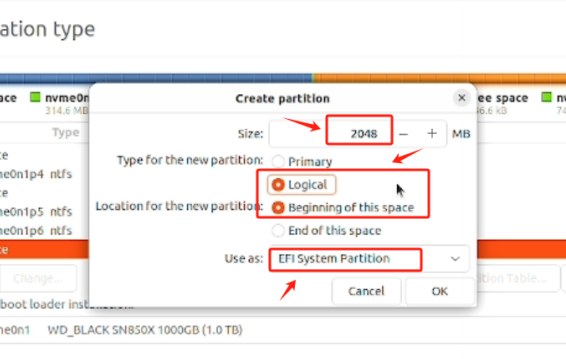 ation type
ace nvme0n
314.6 MB
ee space
6.6 kB
Type
Create partition
Size: 2048 − + MB
Type for the new partition: Primary
Logical
Location for the new partition: Beginning of this space
End of this space
Use as: EFI System Partition
Cancel OK
ce
me0n1p4 ntfs
ce
me0n1p5 ntfs
me0n1p6 ntfs
ce
Change...
tion Table...
boot loader
me0n1 WD_BLACK SN850X 1000GB (1.0 TB)